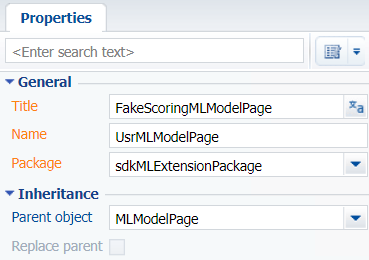 Properties
<Enter search text>
General
Title FakeScoringMLModelPage
Name UsrMLModelPage
Package sdkMLExtensionPackage
Inheritance
Parent object MLModelPage
Replace parent